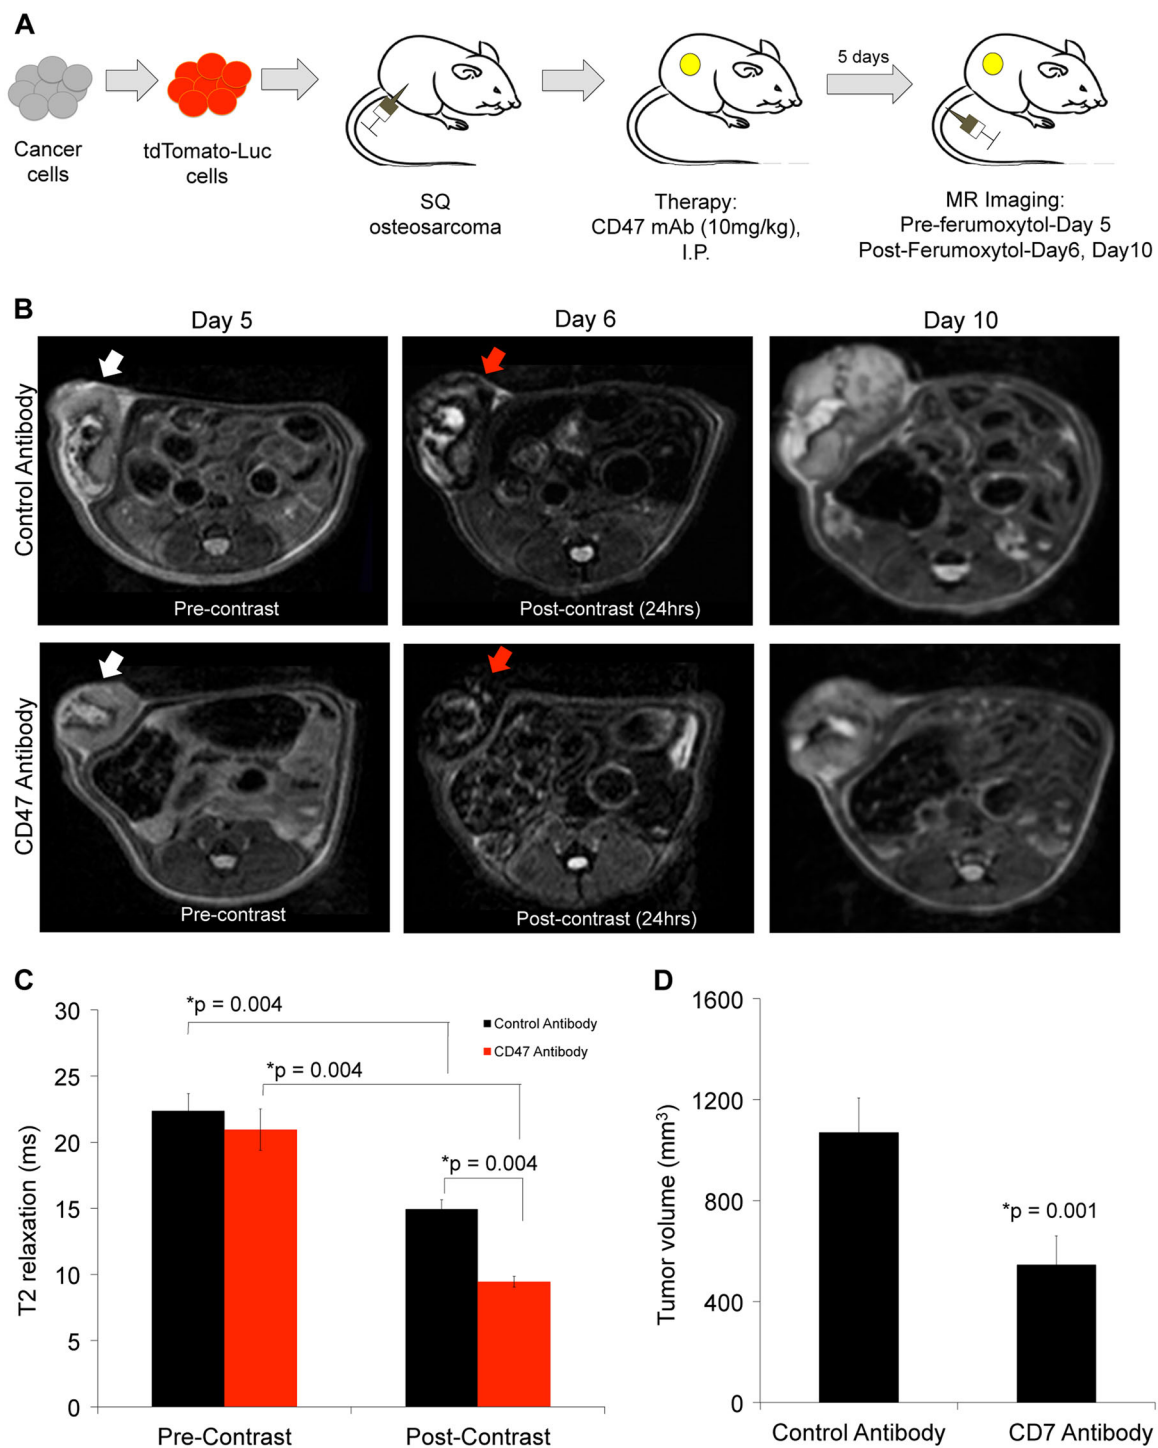 A
Cancer
cells
tdTomato-Luc
cells
SQ
osteosarcoma
Therapy:
CD47 mAb (10mg/kg),
I.P.
5 days
MR Imaging:
Pre-ferumoxytol-Day 5
Post-Ferumoxytol-Day6, Day10
B
Day 5
Day 6
Day 10
Control Antibody
Pre-contrast
Post-contrast (24hrs)
CD47 Antibody
Pre-contrast
Post-contrast (24hrs)
C
T2 relaxation (ms)
30
25
20
15
10
5
0
*p = 0.004
*p = 0.004
*p = 0.004
Control Antibody
CD47 Antibody
Pre-Contrast
Post-Contrast
D
Tumor volume (mm³)
1600
1200
800
400
0
*p = 0.001
Control Antibody
CD7 Antibody